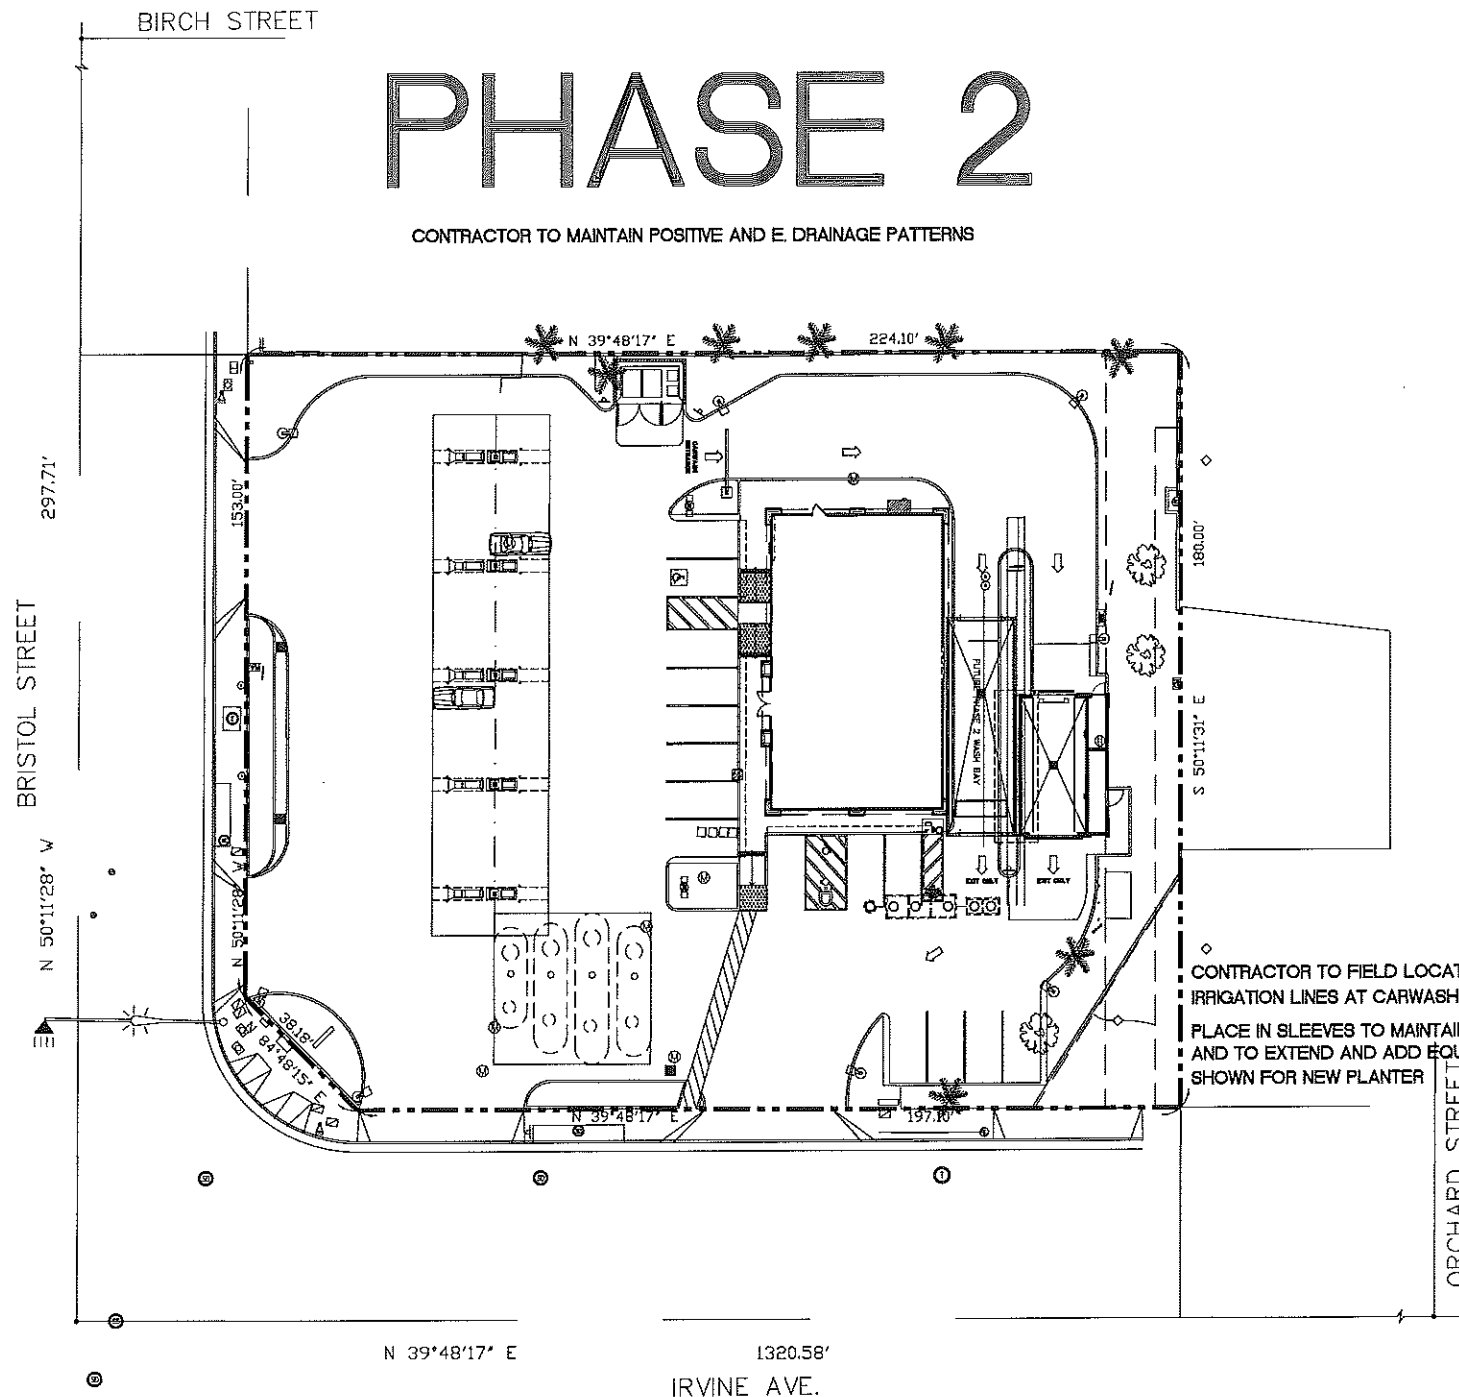 BIRCH STREET
PHASE 2
CONTRACTOR TO MAINTAIN POSITIVE AND E. DRAINAGE PATTERNS
N 39°48'17" E
224.10'
297.71'
153.00'
CARWASH
ENTRANCE
180.00'
BRISTOL STREET
FUTURE PHASE 2 WASH BAY
S 50°11'31" E
N 50°11'28" W
N 50°11'28" W
EXIT ONLY
EXIT ONLY
CONTRACTOR TO FIELD LOCAT
IRRIGATION LINES AT CARWASH
PLACE IN SLEEVES TO MAINTAI
AND TO EXTEND AND ADD EQU
SHOWN FOR NEW PLANTER
38.18'
84°48'15" E
N 39°48'17" E
197.10'
ORCHARD STREET
N 39°48'17" E
1320.58'
IRVINE AVE.